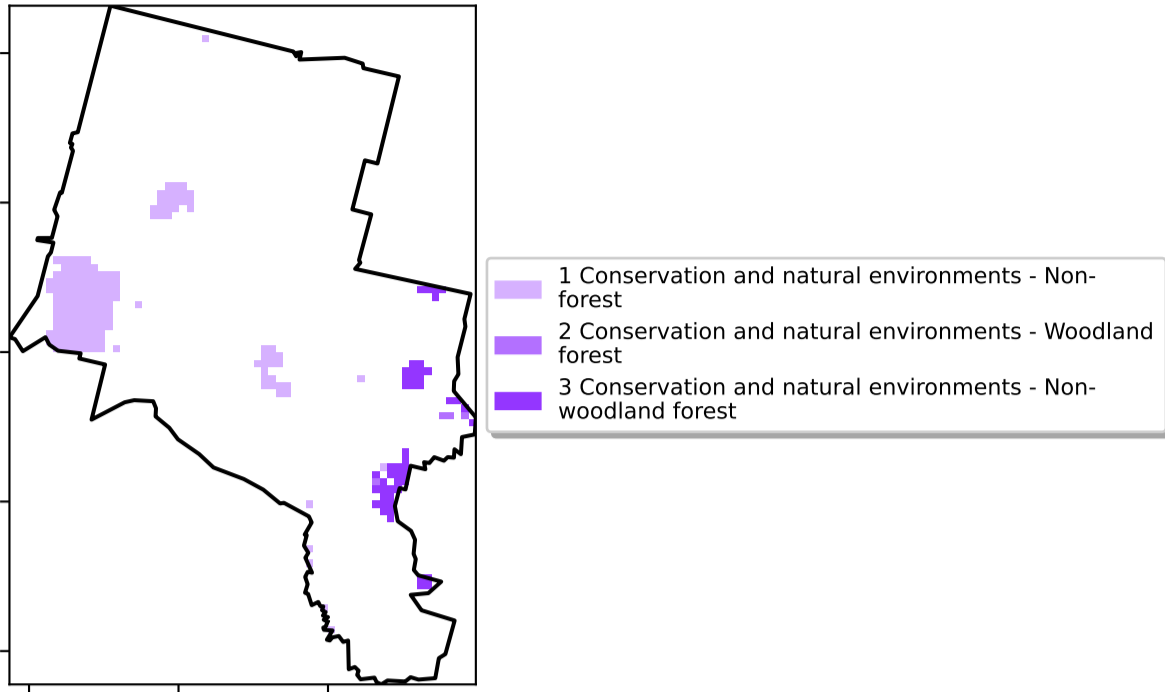 1 Conservation and natural environments - Non-
forest
2 Conservation and natural environments - Woodland
forest
3 Conservation and natural environments - Non-
woodland forest